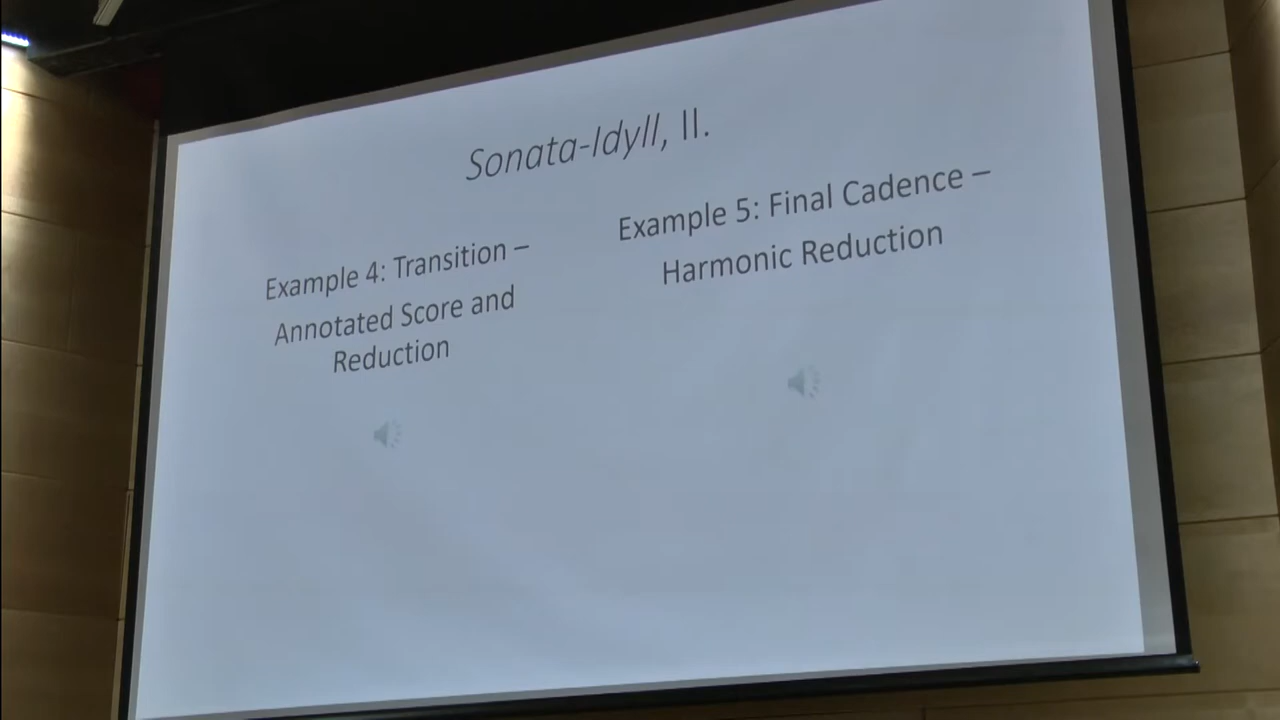 Sonata-Idyll, II.
Example 4: Transition –
Annotated Score and
Reduction
Example 5: Final Cadence –
Harmonic Reduction